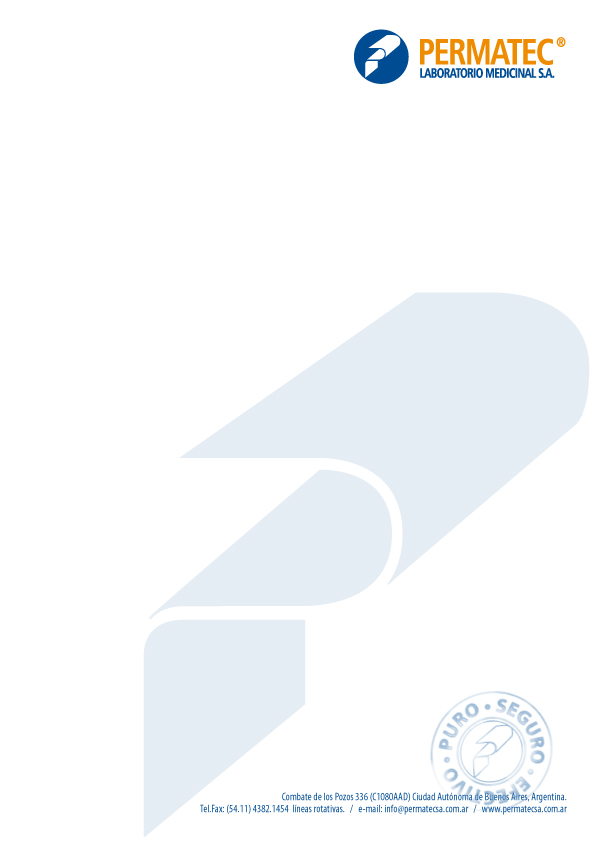 PERMATEC®
LABORATORIO MEDICINAL S.A.
• PURO • SEGURO • EFECTIVO
Combate de los Pozos 336 (C1080AAD) Ciudad Autónoma de Buenos Aires, Argentina.
Tel.Fax: (54.11) 4382.1454 líneas rotativas. / e-mail: info@permatecsa.com.ar / www.permatecsa.com.ar